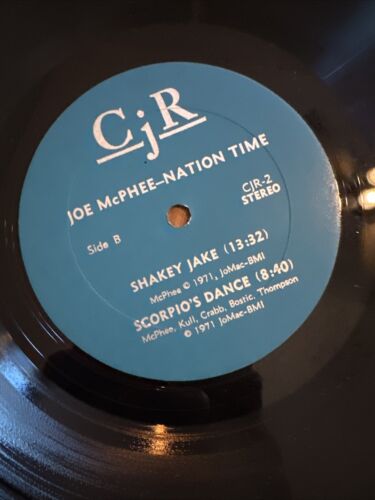 CjR
JOE McPHEE–NATION TIME
Side B
CJR-2
STEREO
SHAKEY JAKE (13:32)
McPhee © 1971, JoMac-BMI
SCORPIO'S DANCE (8:40)
McPhee, Kull, Crabb, Bostic, Thompson
© 1971 JoMac-BMI